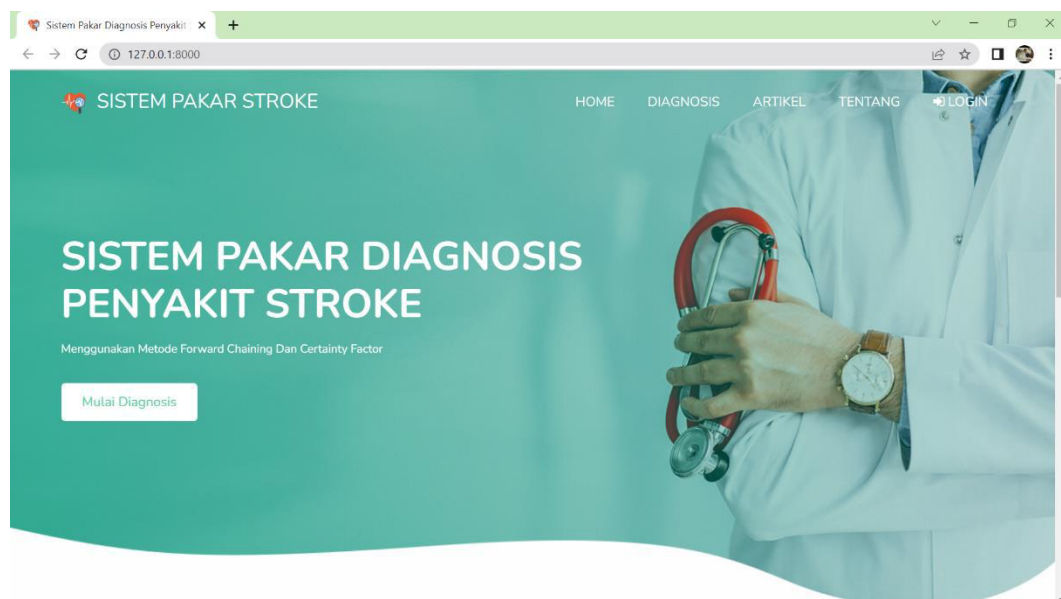 Sistem Pakar Diagnosis Penyakit
127.0.0.1:8000
SISTEM PAKAR STROKE
HOME
DIAGNOSIS
ARTIKEL
TENTANG
LOGIN
SISTEM PAKAR DIAGNOSIS
PENYAKIT STROKE
Menggunakan Metode Forward Chaining Dan Certainty Factor
Mulai Diagnosis